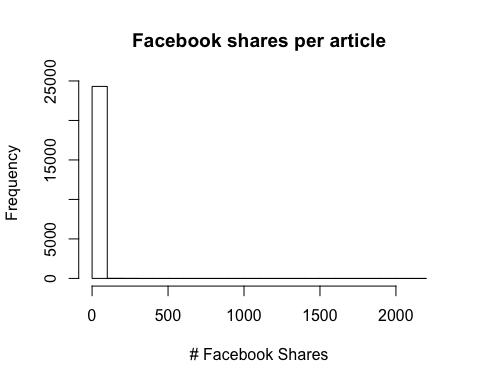 Facebook shares per article
Frequency
25000
15000
5000
0
0 500 1000 1500 2000
# Facebook Shares